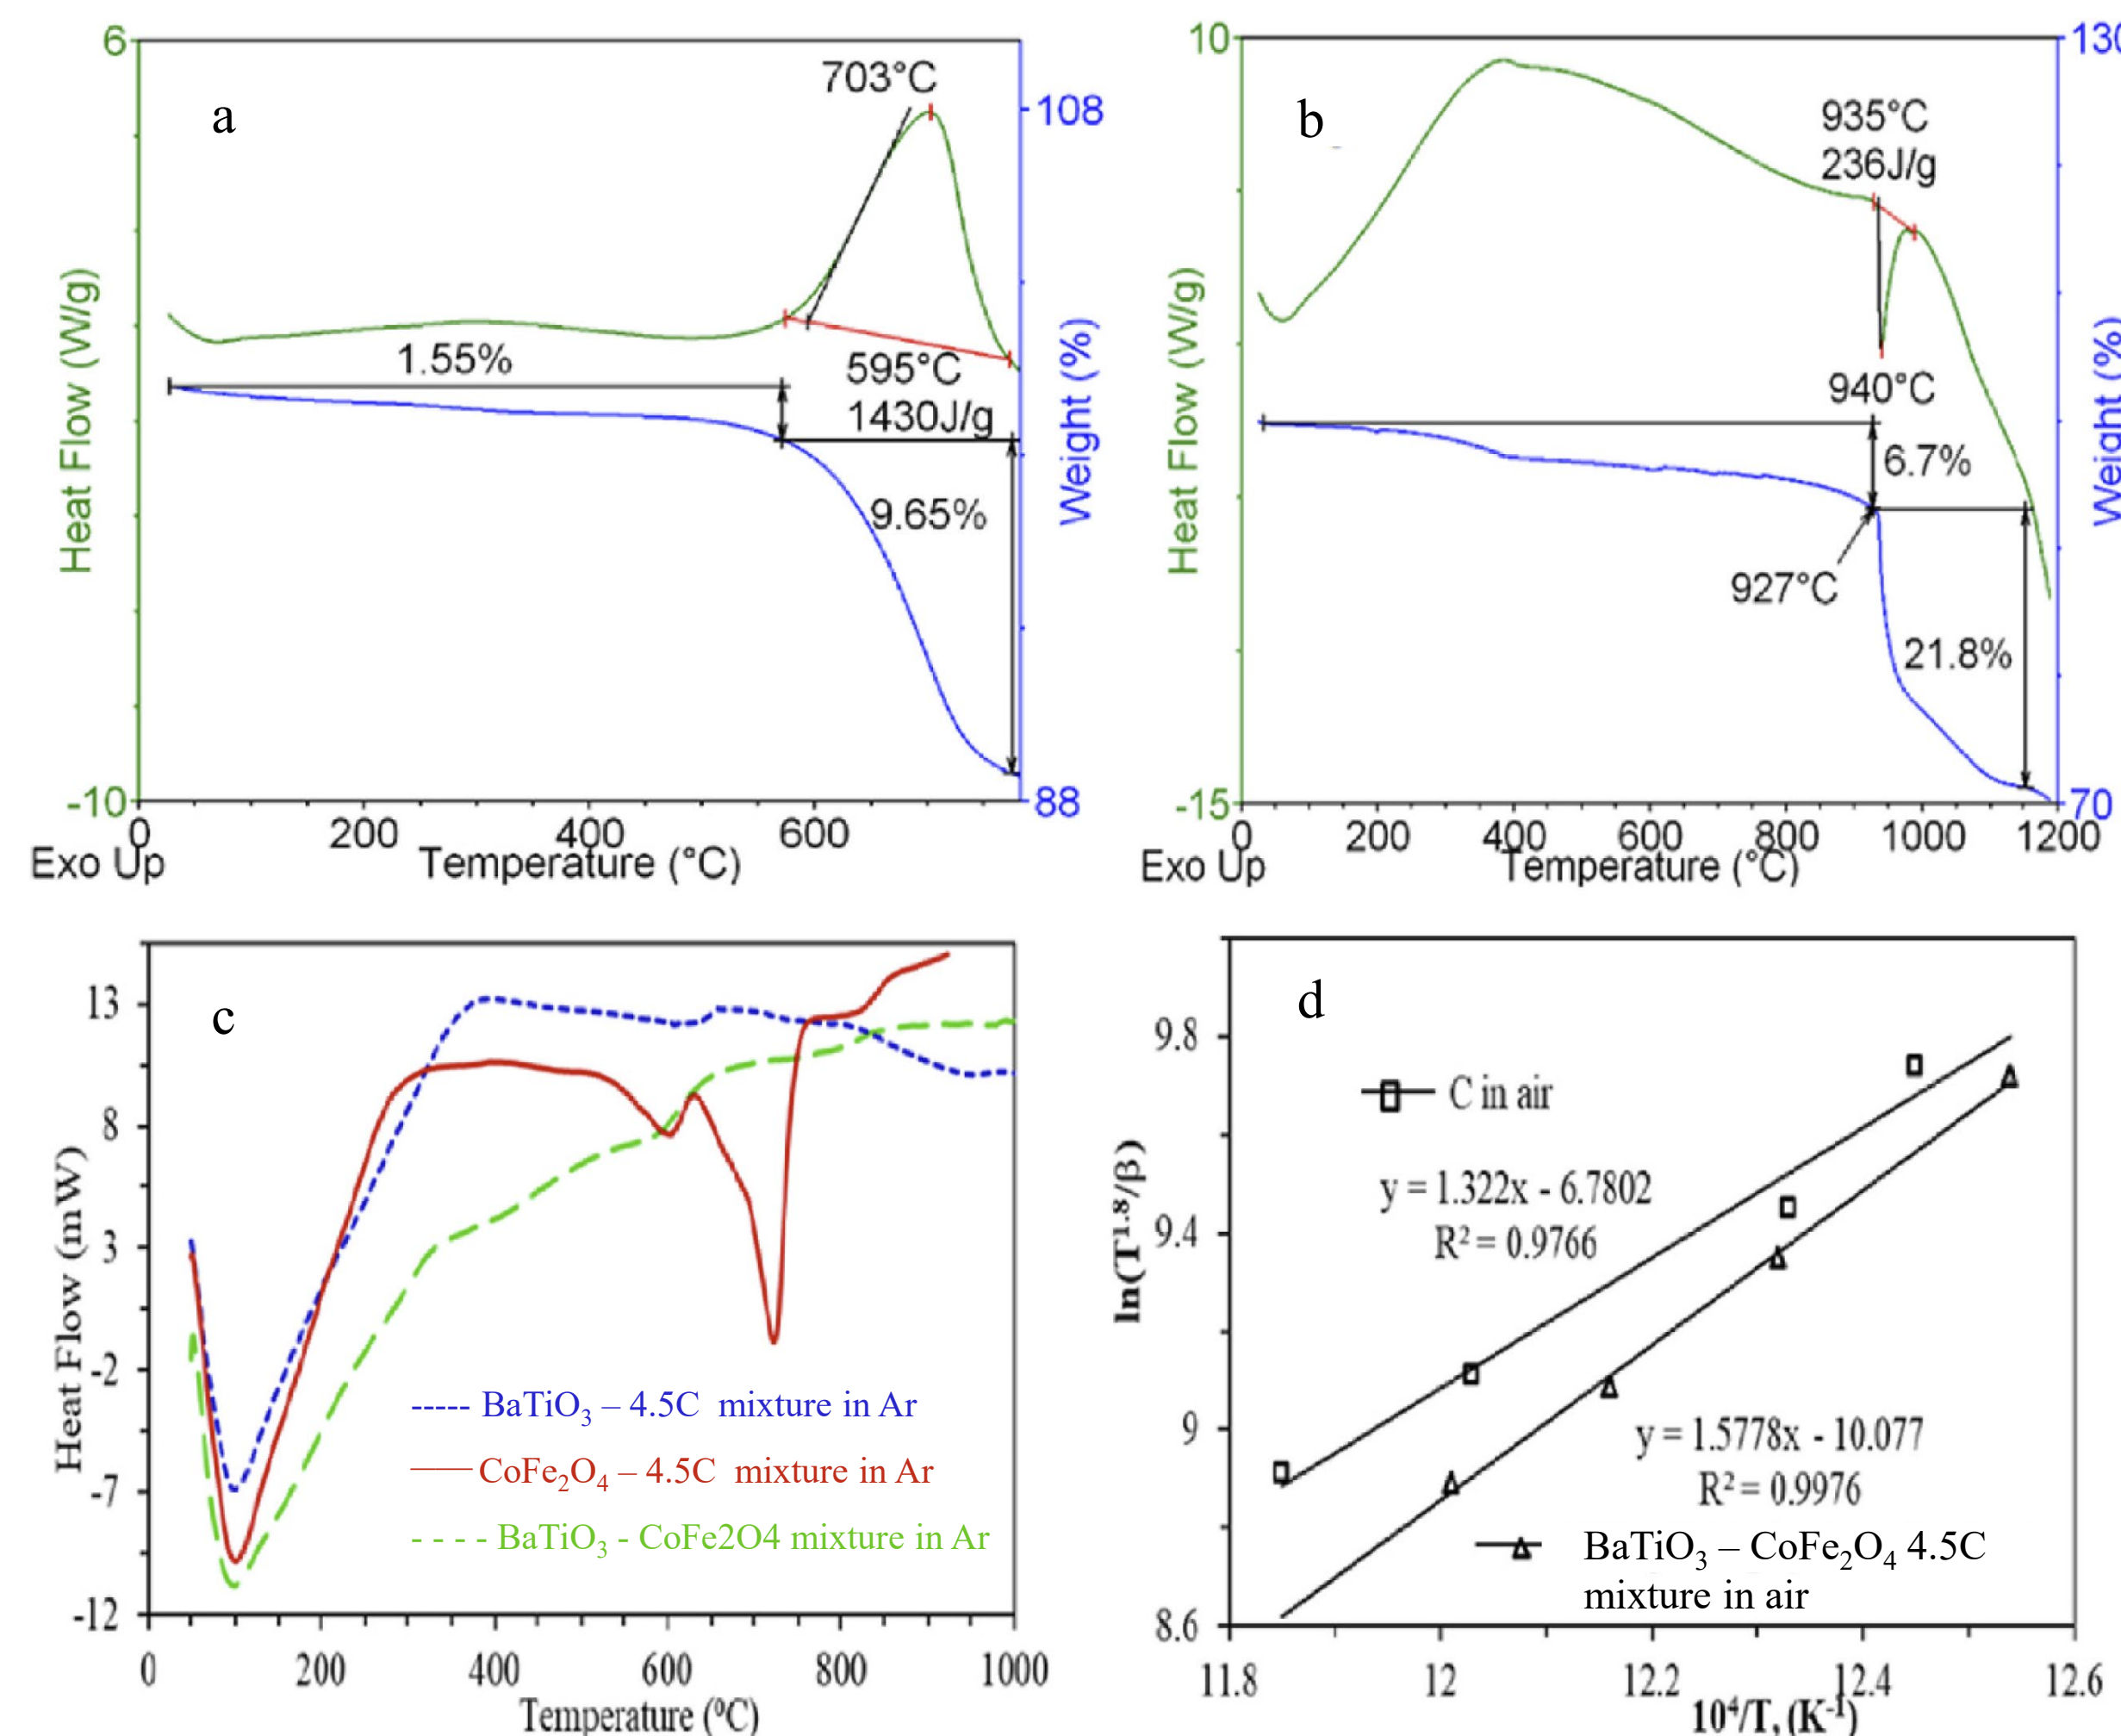 a
6
-10
Heat Flow (W/g)
703°C
108
88
Weight (%)
1.55%
595°C
1430J/g
9.65%
0 200 400 600
Exo Up
Temperature (°C)
b
10
-15
Heat Flow (W/g)
935°C
236J/g
940°C
6.7%
927°C
21.8%
130
70
Weight (%)
0 200 400 600 800 1000 1200
Exo Up
Temperature (°C)
c
13
8
3
-2
-7
-12
Heat Flow (mW)
----- BaTiO₃ – 4.5C mixture in Ar
CoFe₂O₄ – 4.5C mixture in Ar
- - - - BaTiO₃ - CoFe2O4 mixture in Ar
0 200 400 600 800 1000
Temperature (⁰C)
d
9.8
9.4
9
8.6
ln(T¹·⁸/β)
C in air
y = 1.322x - 6.7802
R² = 0.9766
y = 1.5778x - 10.077
R² = 0.9976
BaTiO₃ – CoFe₂O₄ 4.5C
mixture in air
11.8 12 12.2 12.4 12.6
10⁴/T, (K⁻¹)